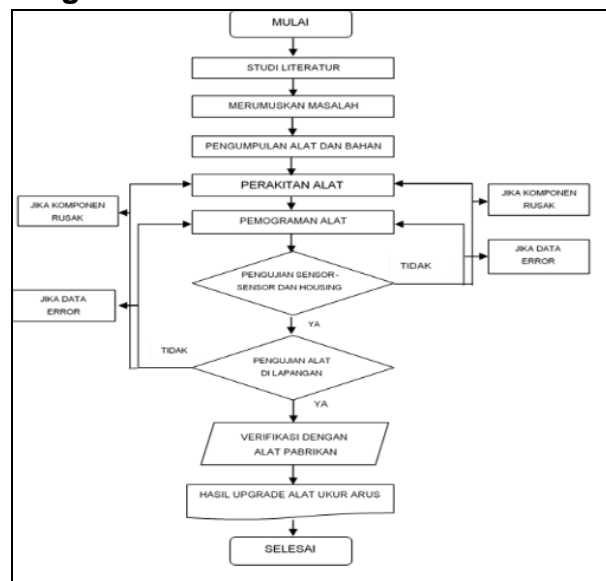 MULAI
STUDI LITERATUR
MERUMUSKAN MASALAH
PENGUMPULAN ALAT DAN BAHAN
PERAKITAN ALAT
JIKA KOMPONEN
RUSAK
JIKA KOMPONEN
RUSAK
PEMOGRAMAN ALAT
PENGUJIAN SENSOR-
SENSOR DAN HOUSING
TIDAK
JIKA DATA
ERROR
JIKA DATA
ERROR
YA
TIDAK
PENGUJIAN ALAT
DI LAPANGAN
YA
VERIFIKASI DENGAN
ALAT PABRIKAN
HASIL UPGRADE ALAT UKUR ARUS
SELESAI